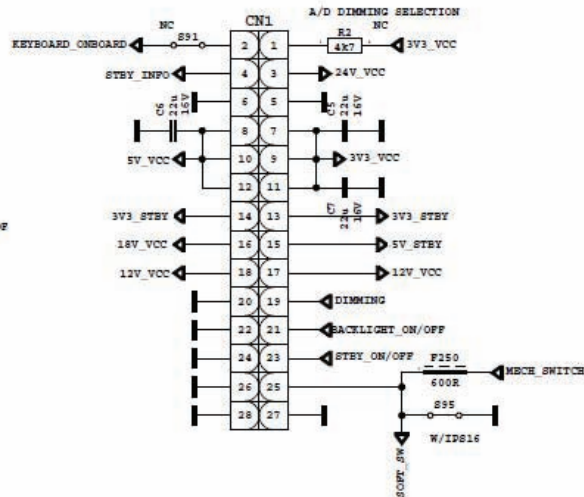 A/D DIMMING SELECTION
NC CN1 NC
S91 R2
KEYBOARD_ONBOARD 2 1 4k7 3V3_VCC
STBY_INFO 4 3 24V_VCC
6 5
C6 22u 16V C5 22u 16V
8 7
5V_VCC 10 9 3V3_VCC
12 11
C7 22u 16V
3V3_STBY 14 13 3V3_STBY
18V_VCC 16 15 5V_STBY
12V_VCC 18 17 12V_VCC
20 19 DIMMING
22 21 BACKLIGHT_ON/OFF
24 23 STBY_ON/OFF
F250
MECH_SWITCH
26 25 600R
S95
28 27
W/IPS16
SOFT_SW